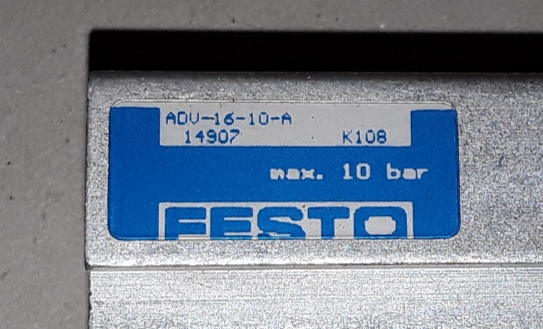 ADV-16-10-A
14907 K108
max. 10 bar
FESTO